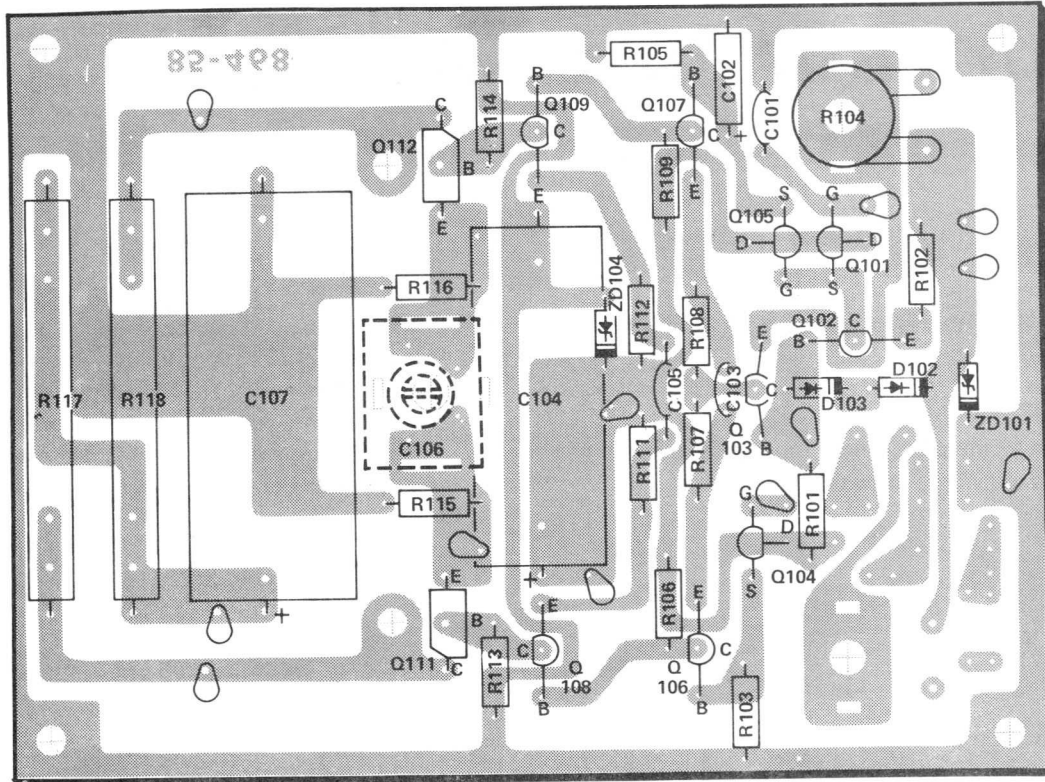 85-468
R105
C102
B
B
R114
C
Q109
Q107
C101
R104
Q112
C
C
+
B
R109
E
E
S
G
Q105
D
D
Q101
R102
E
G
S
R116
ZD104
R112
R108
E
Q102
C
B
E
R117
R118
C107
C106
C104
C105
C103
C
D103
D102
ZD101
R111
R107
Q
103
B
R115
G
D
R101
Q104
S
E
+
E
R106
E
+
B
Q111
C
R113
C
Q
108
B
C
Q
106
B
R103